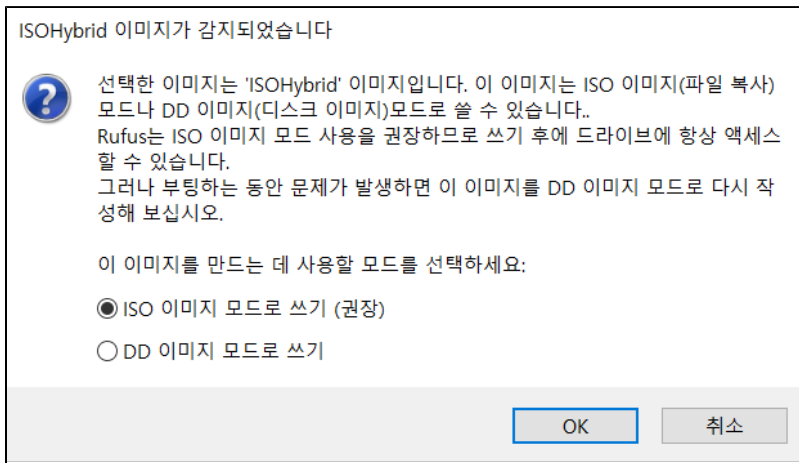 ISOHybrid 이미지가 감지되었습니다
선택한 이미지는 'ISOHybrid' 이미지입니다. 이 이미지는 ISO 이미지(파일 복사)
모드나 DD 이미지(디스크 이미지)모드로 쓸 수 있습니다..
Rufus는 ISO 이미지 모드 사용을 권장하므로 쓰기 후에 드라이브에 항상 액세스
할 수 있습니다.
그러나 부팅하는 동안 문제가 발생하면 이 이미지를 DD 이미지 모드로 다시 작
성해 보십시오.
이 이미지를 만드는 데 사용할 모드를 선택하세요:
ISO 이미지 모드로 쓰기 (권장)
DD 이미지 모드로 쓰기
OK 취소